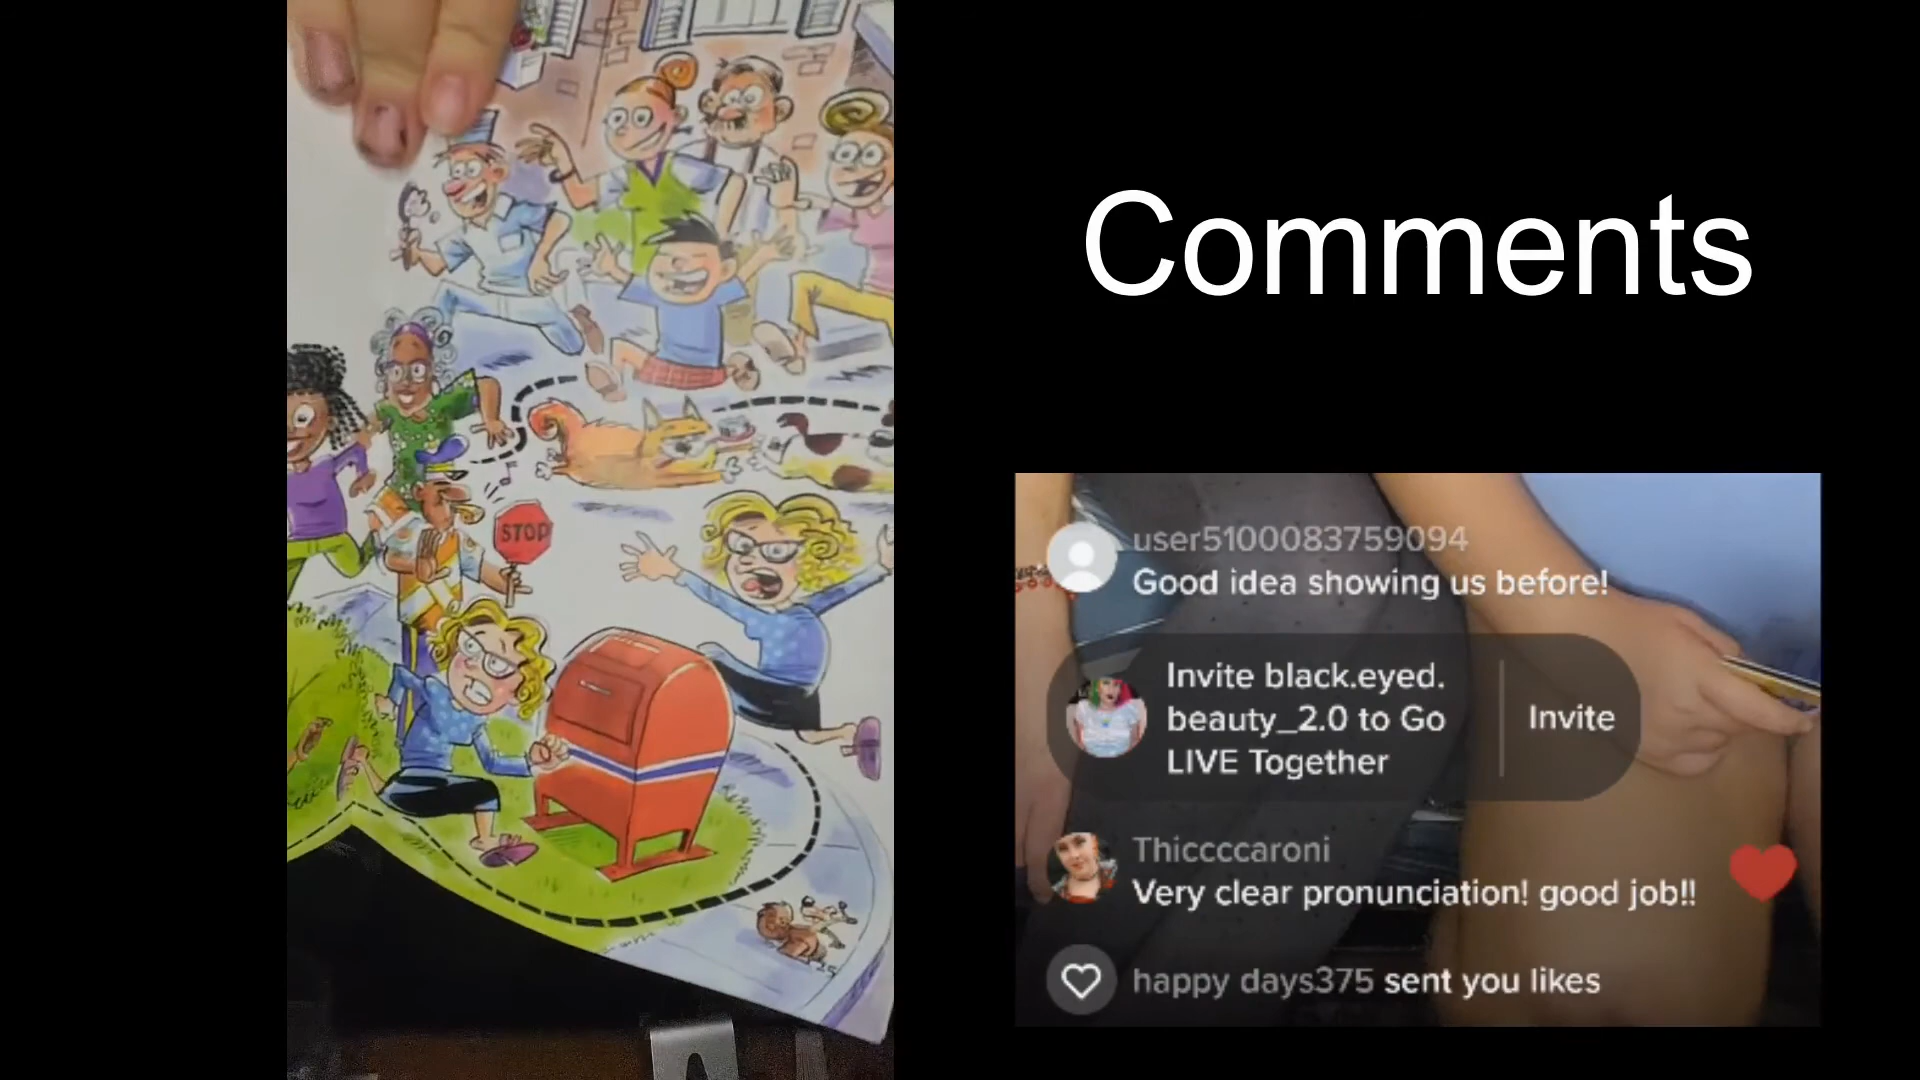 STOP
Comments
user5100083759094
Good idea showing us before!
Invite black.eyed.
beauty_2.0 to Go
LIVE Together
Invite
Thiccccaroni
Very clear pronunciation! good job!!
happy days375 sent you likes